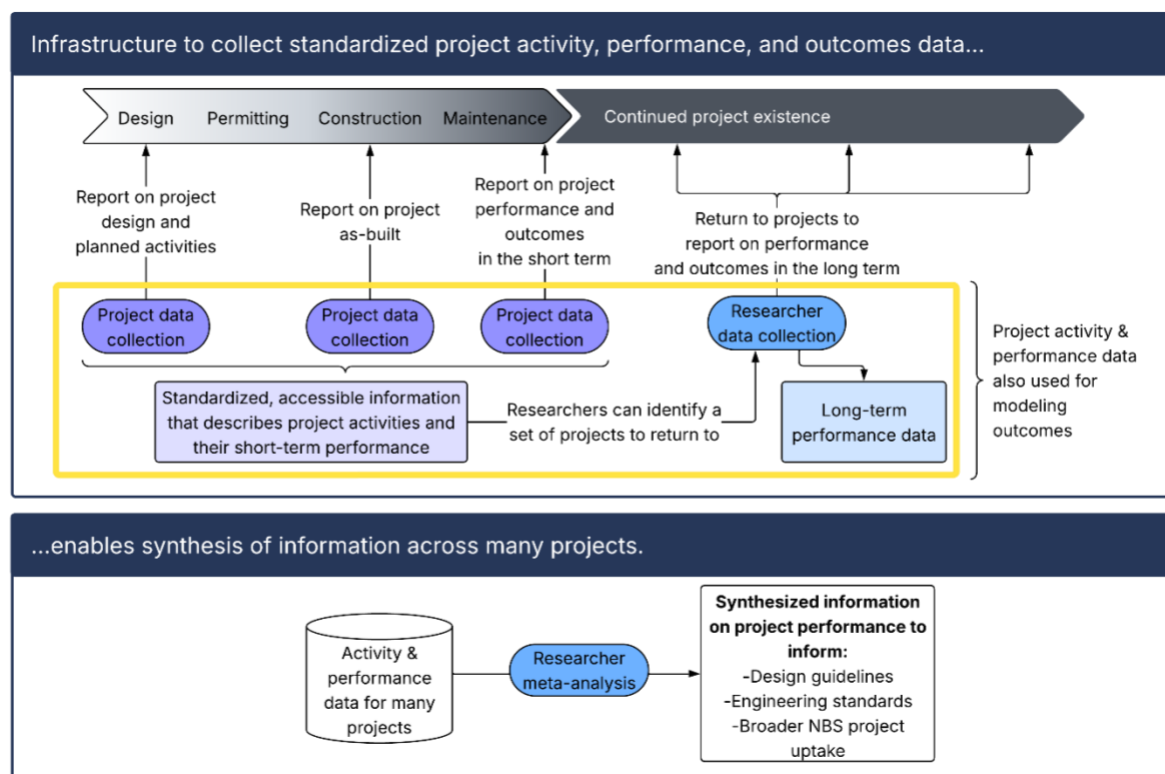 Infrastructure to collect standardized project activity, performance, and outcomes data...
Design
Permitting
Construction
Maintenance
Continued project existence
Report on project
design and
planned activities
Report on project
as-built
Report on project
performance and
outcomes
in the short term
Return to projects to
report on performance
and outcomes in the long term
Project data
collection
Project data
collection
Project data
collection
Researcher
data collection
Project activity &
performance data
also used for
modeling
outcomes
Standardized, accessible information
that describes project activities and
their short-term performance
Researchers can identify a
set of projects to return to
Long-term
performance data
...enables synthesis of information across many projects.
Activity &
performance
data for many
projects
Researcher
meta-analysis
Synthesized information
on project performance to
inform:
-Design guidelines
-Engineering standards
-Broader NBS project
uptake